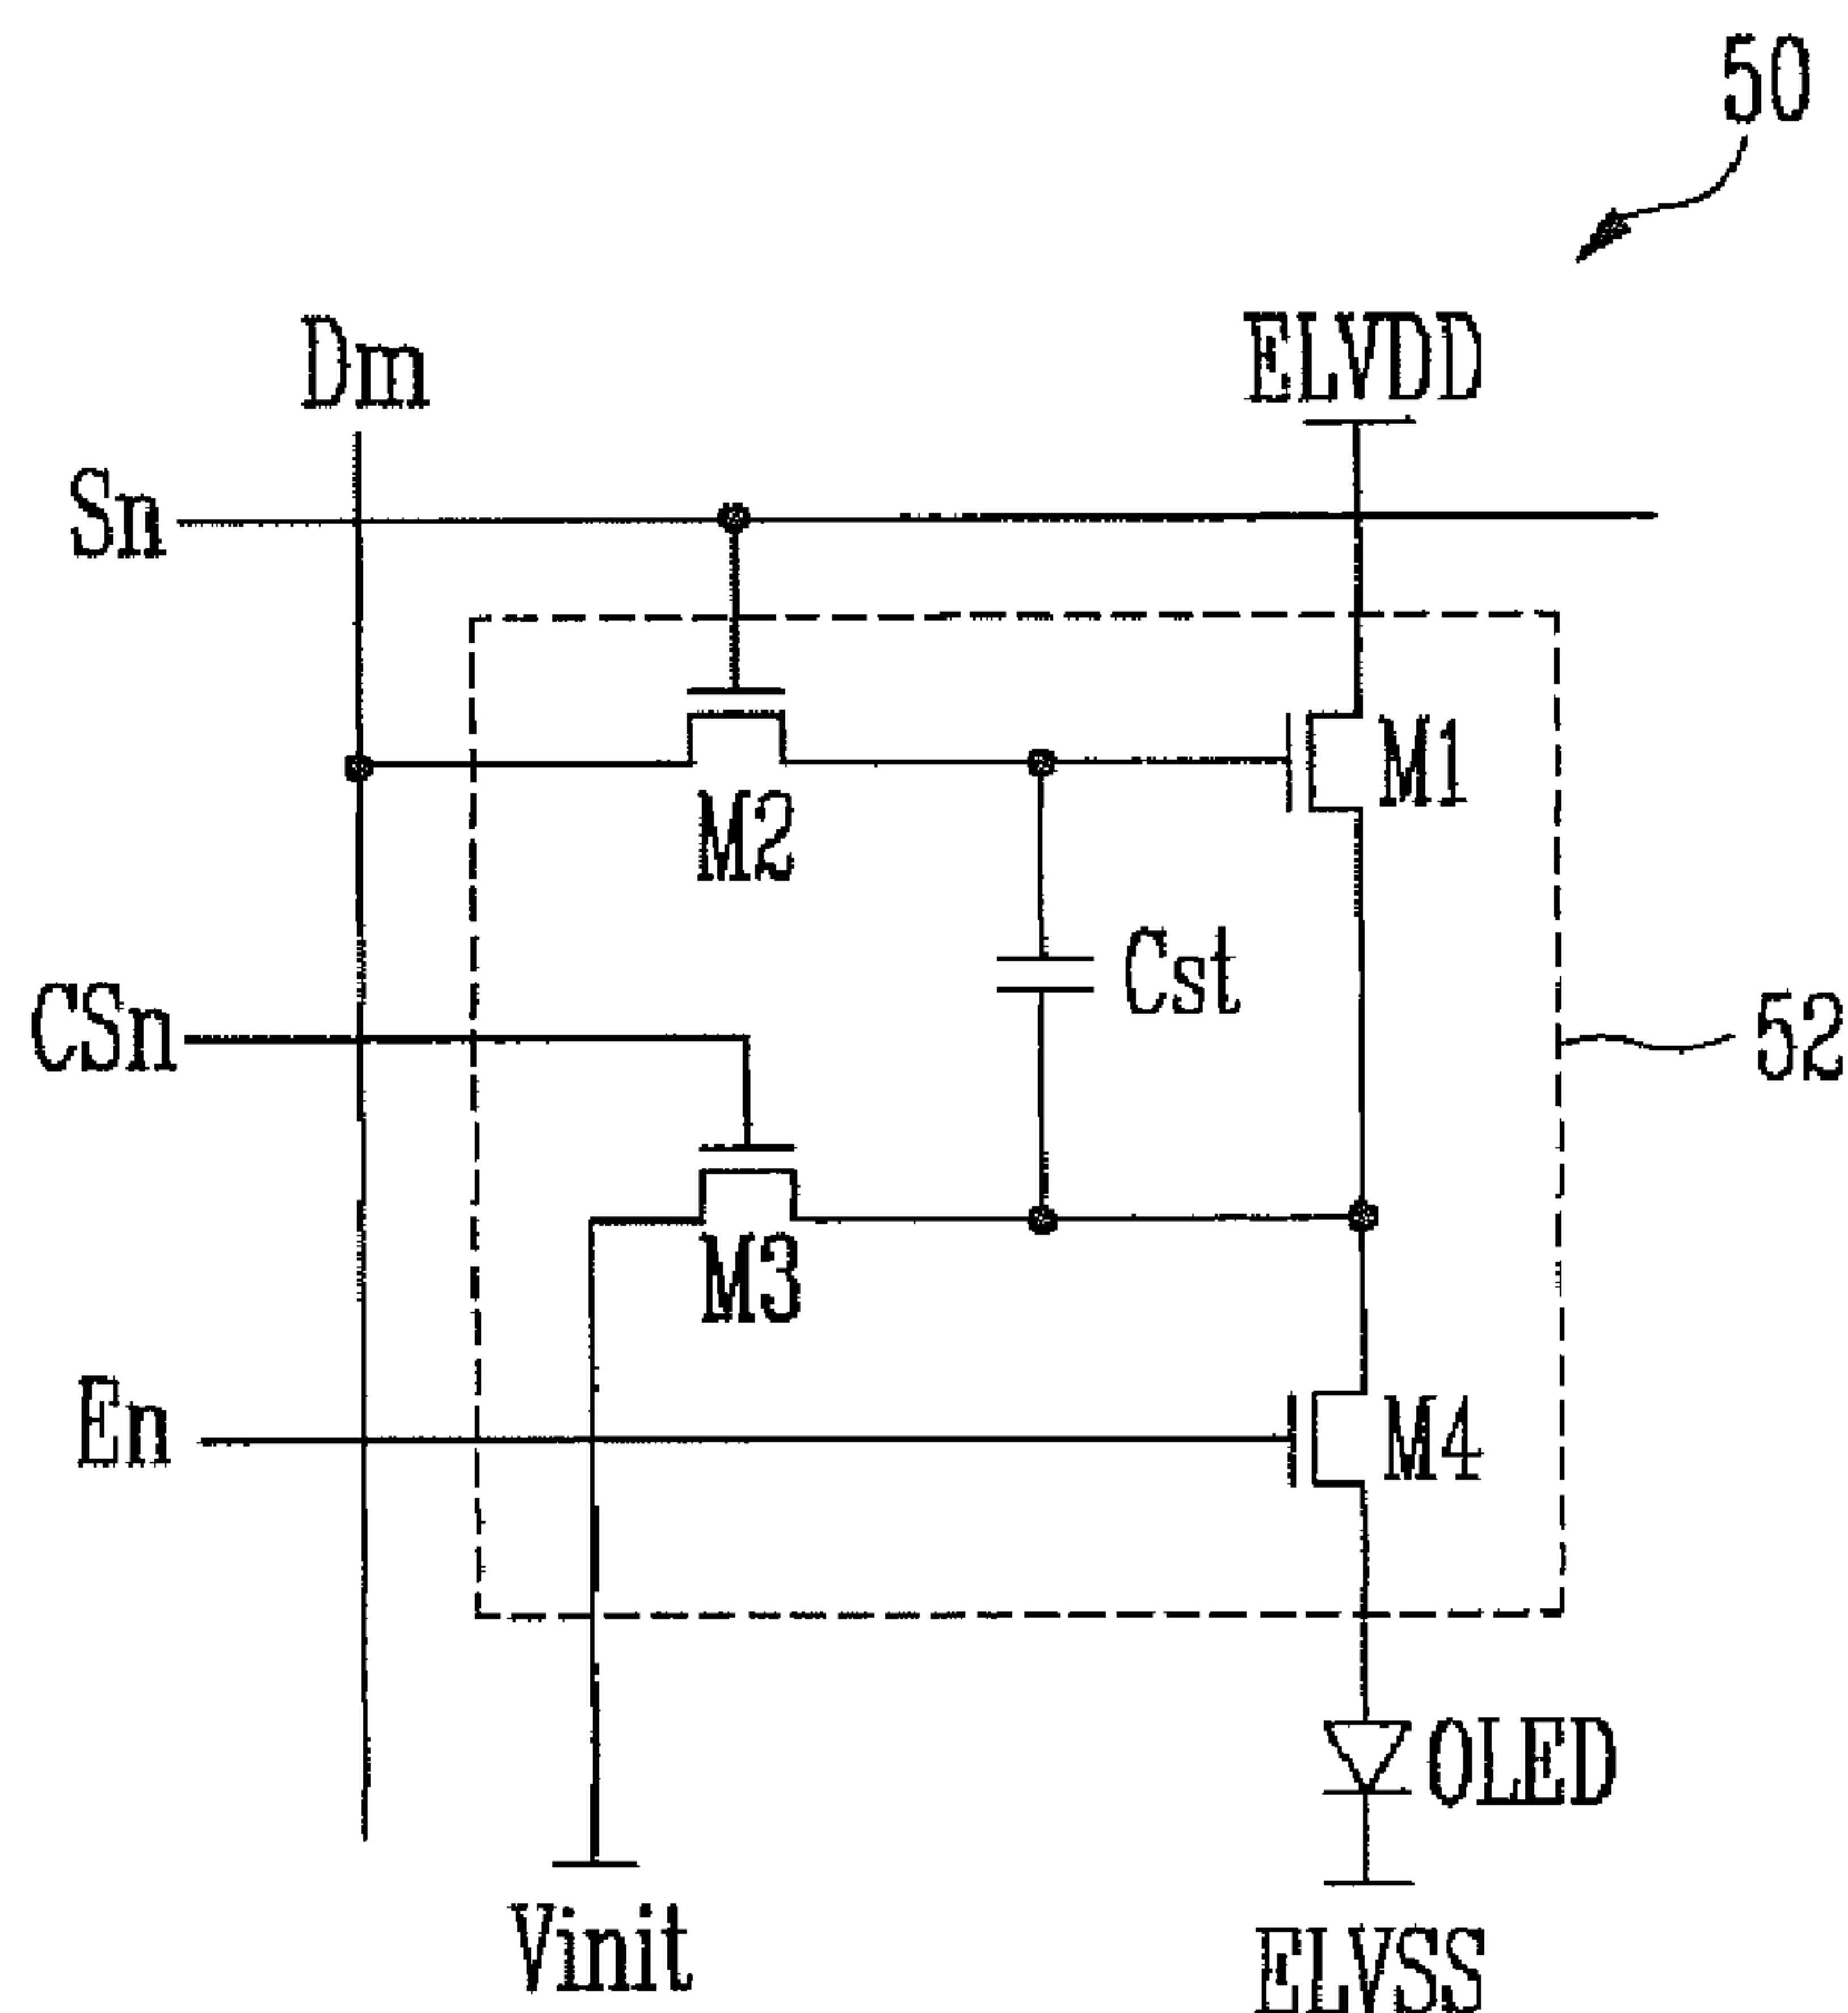 50
Dm
ELVDD
Sn
M1
M2
Cst
CSn
52
M3
En
M4
OLED
Vinit
ELVSS